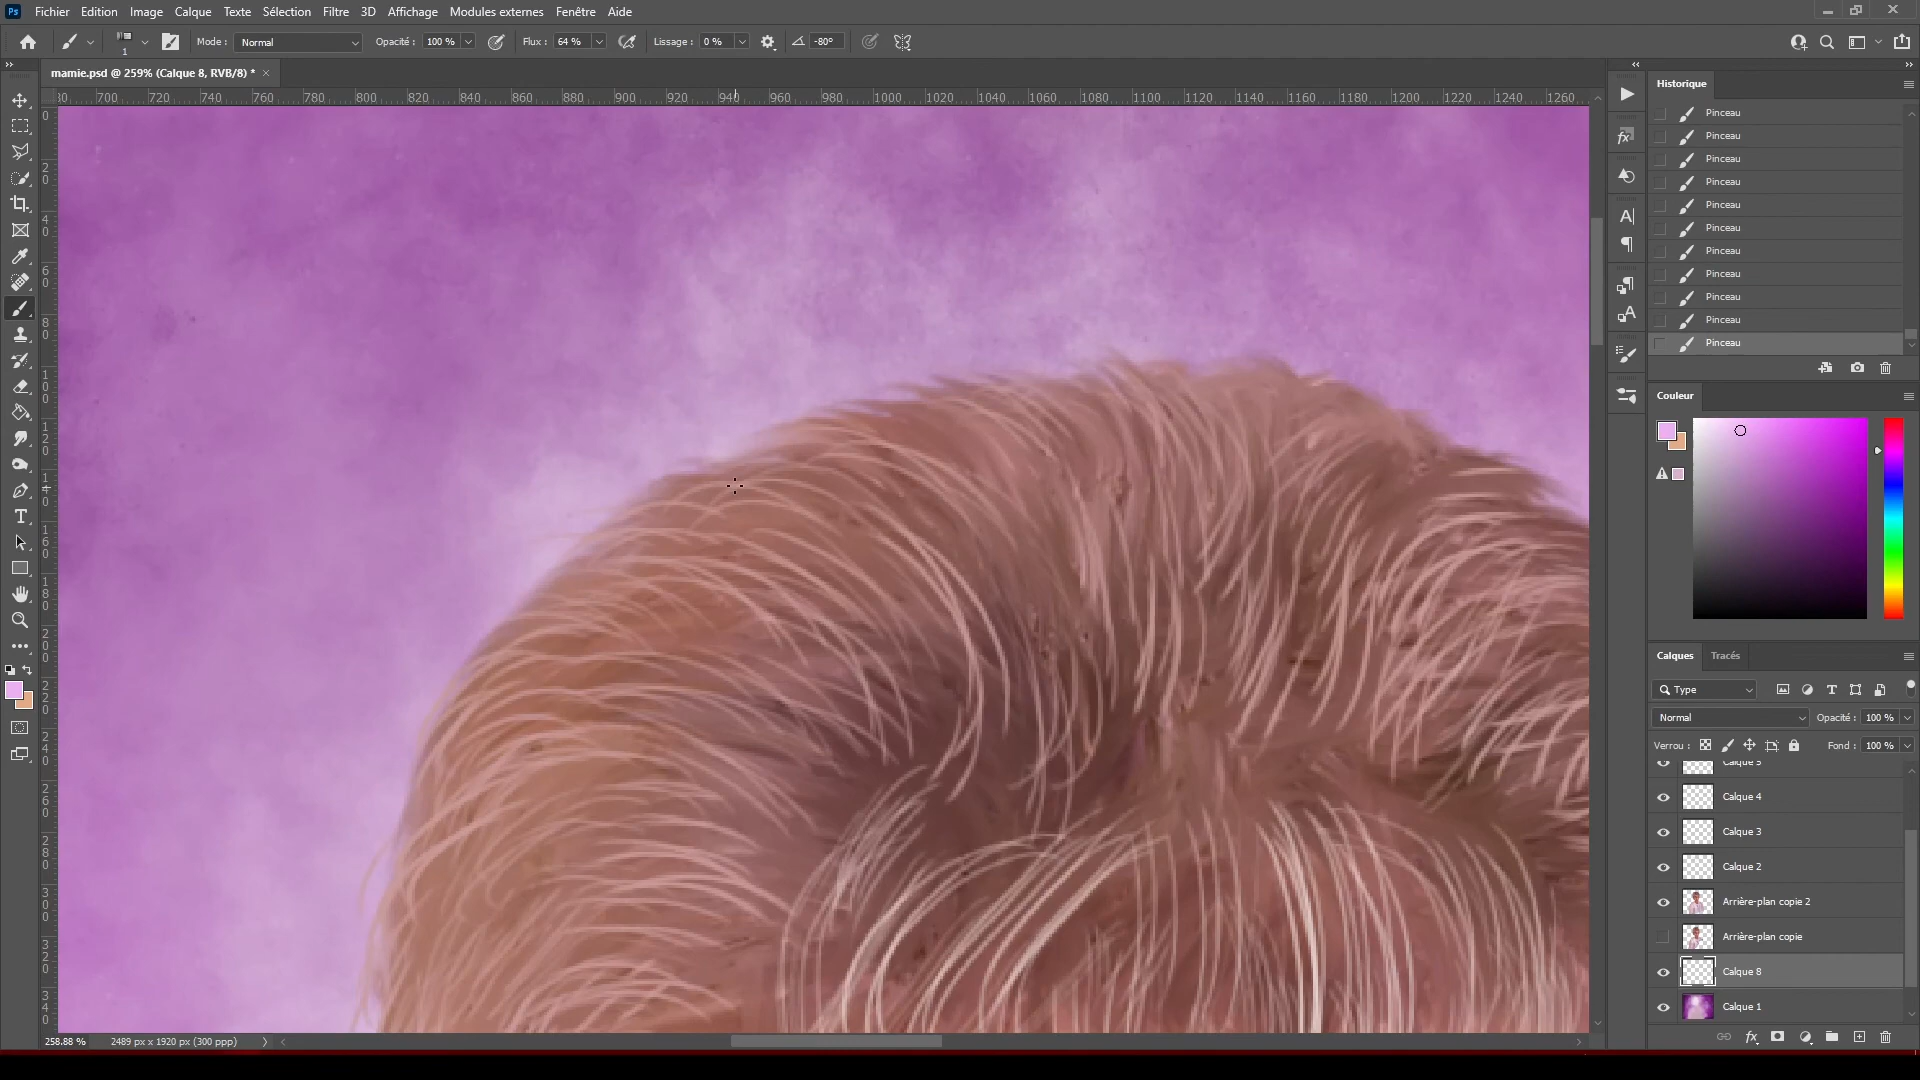 Ps Fichier Edition Image Calque Texte Sélection Filtre 3D Affichage Modules externes Fenêtre Aide
1 Mode : Normal Opacité : 100 % Flux : 64 % Lissage : 0 % -80°
mamie.psd @ 259% (Calque 8, RVB/8) *
700 720 740 760 780 800 820 840 860 880 900 920 940 960 980 1000 1020 1040 1060 1080 1100 1120 1140 1160 1180 1200 1220 1240 1260
Historique
Pinceau
Pinceau
Pinceau
Pinceau
Pinceau
Pinceau
Pinceau
Pinceau
Pinceau
Pinceau
Pinceau
Couleur
Calques Tracés
Type
Normal Opacité : 100 %
Verrou : Fond : 100 %
Calque 5
Calque 4
Calque 3
Calque 2
Arrière-plan copie 2
Arrière-plan copie
Calque 8
Calque 1
258.88 % 2489 px x 1920 px (300 ppp)